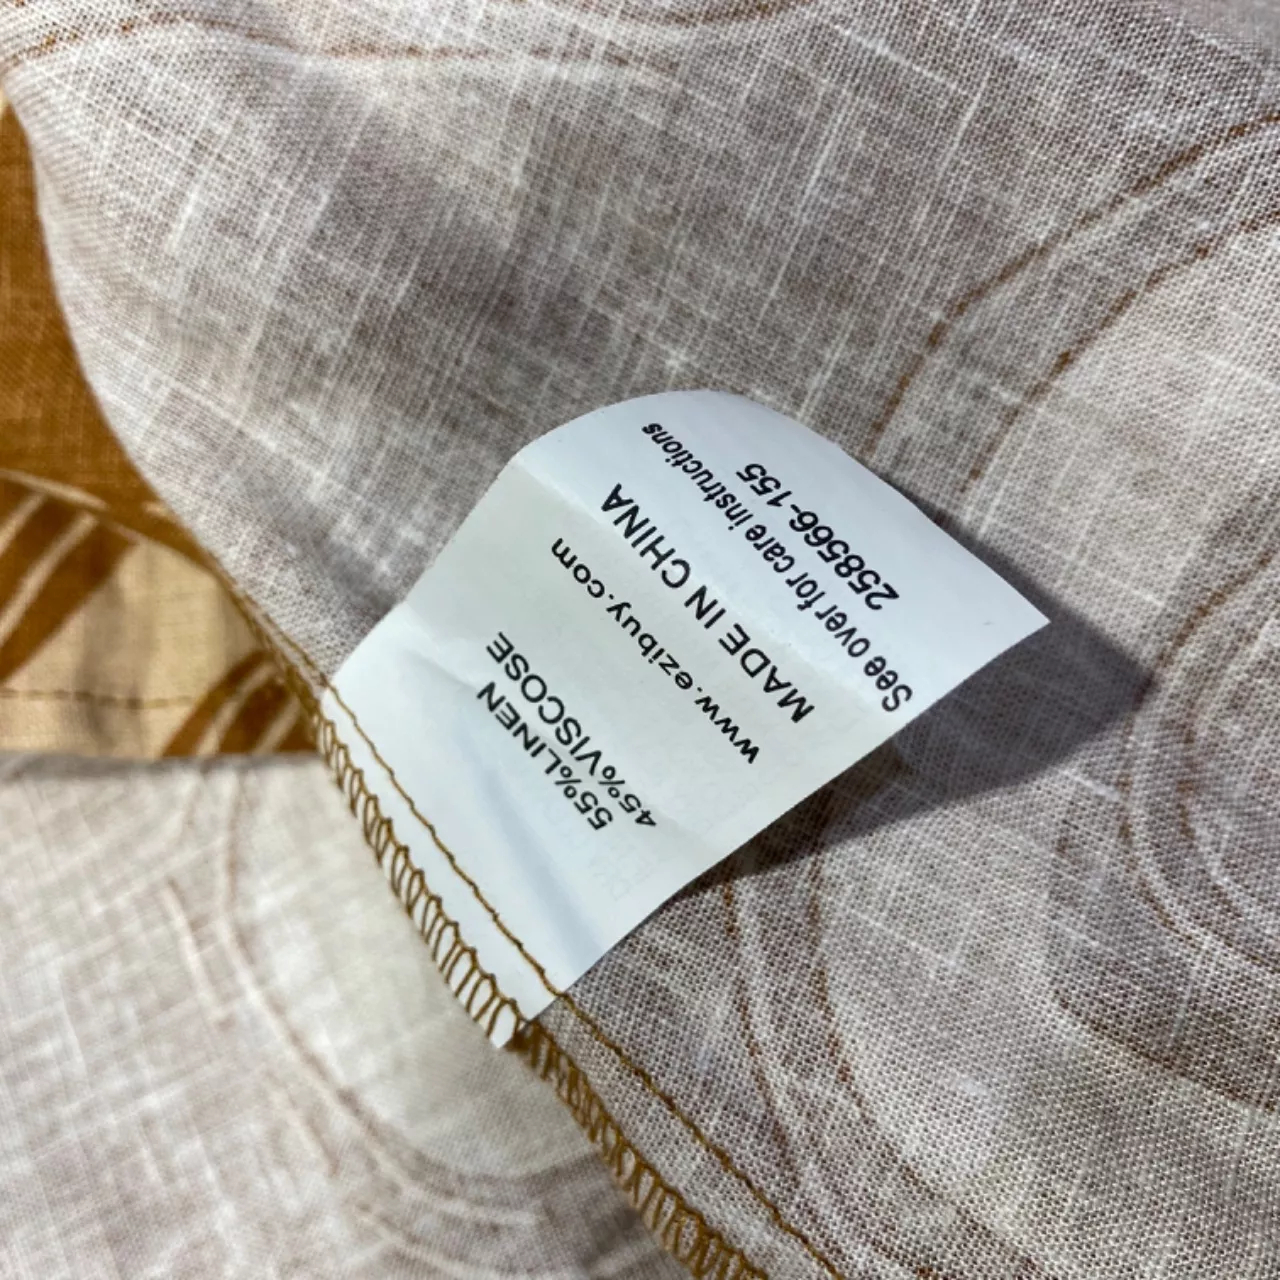 55%LINEN
45%VISCOSE
www.ezibuy.com
MADE IN CHINA
See over for care instructions
258566-155